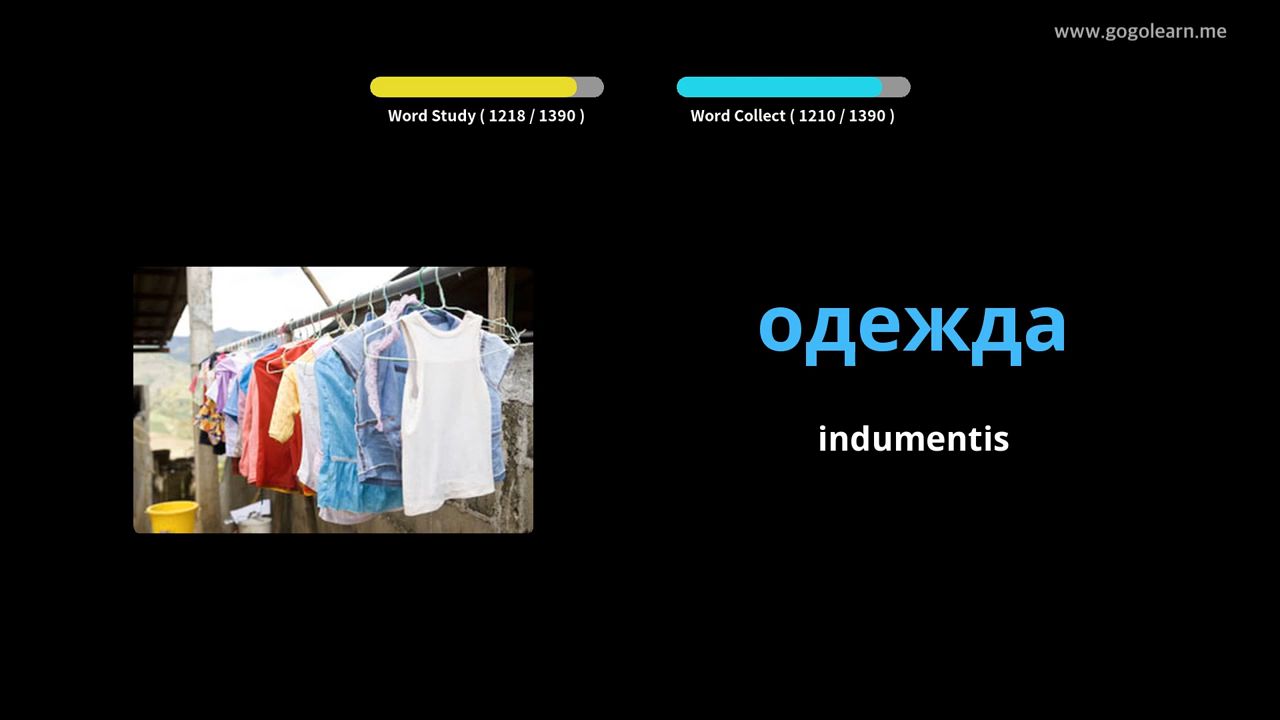 www.gogolearn.me
Word Study ( 1218 / 1390 )
Word Collect ( 1210 / 1390 )
одежда
indumentis